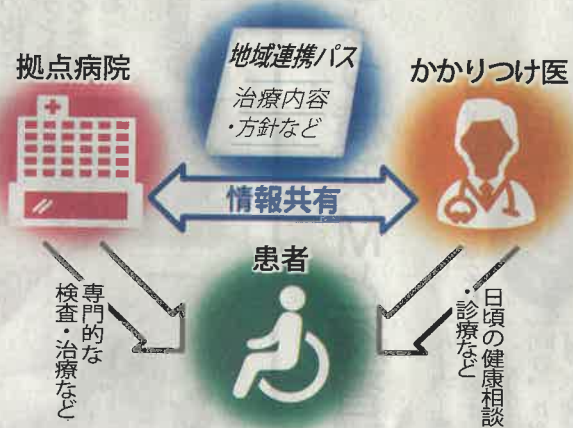 拠点病院
地域連携パス
治療内容
・方針など
かかりつけ医
情報共有
患者
専門的な
検査・治療など
日頃の健康相談
・診療など